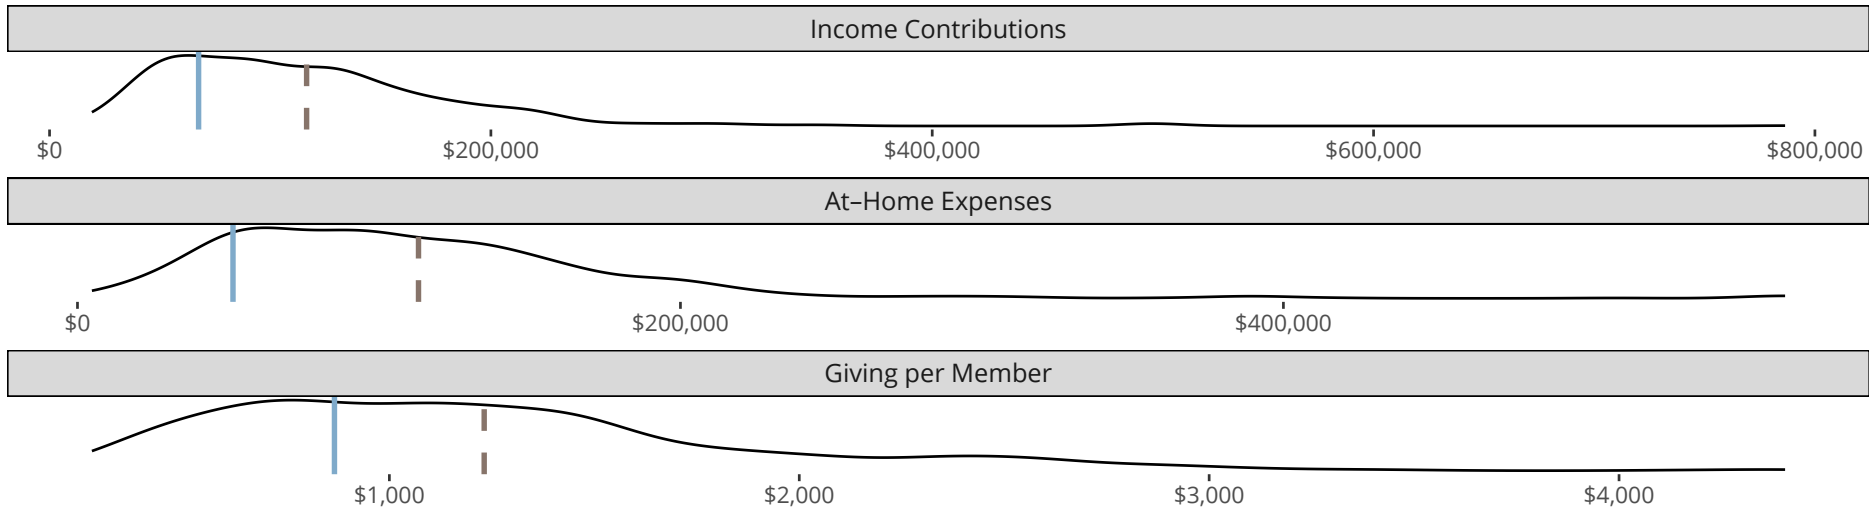 Income Contributions
$0 $200,000 $400,000 $600,000 $800,000
At–Home Expenses
$0 $200,000 $400,000
Giving per Member
$1,000 $2,000 $3,000 $4,000